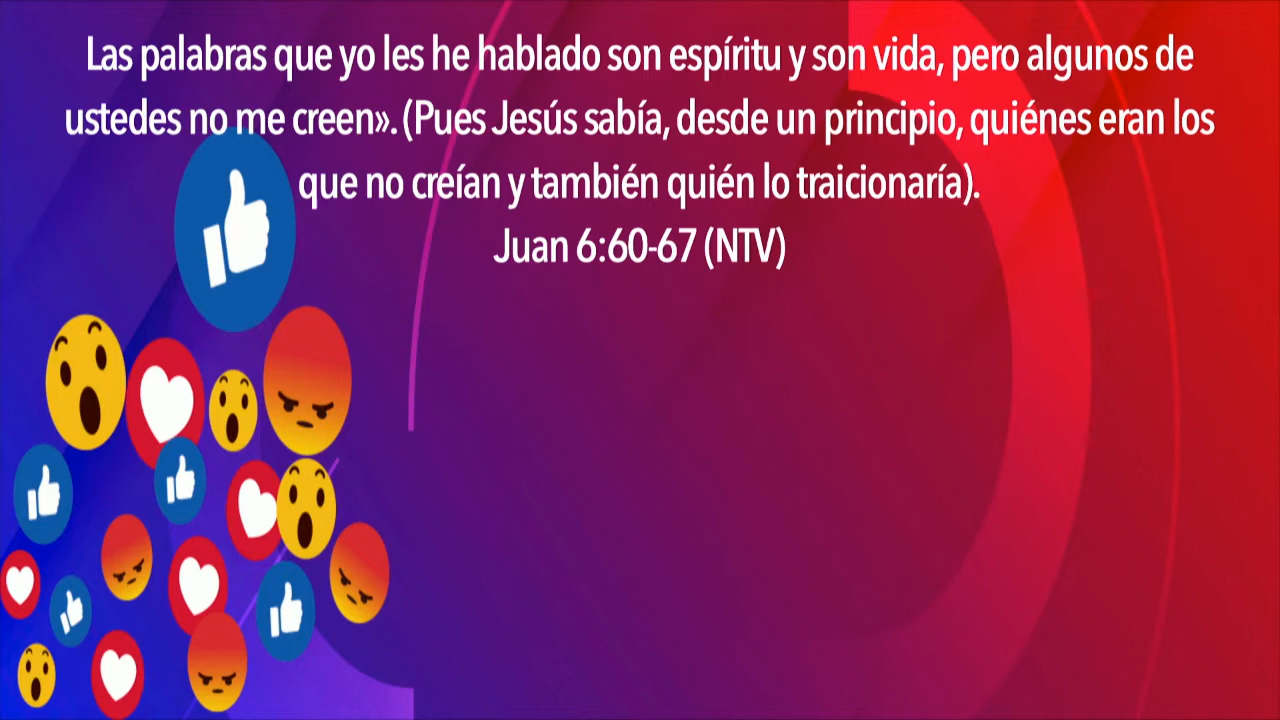 Las palabras que yo les he hablado son espíritu y son vida, pero algunos de
ustedes no me creen». (Pues Jesús sabía, desde un principio, quiénes eran los
que no creían y también quién lo traicionaría).
Juan 6:60-67 (NTV)